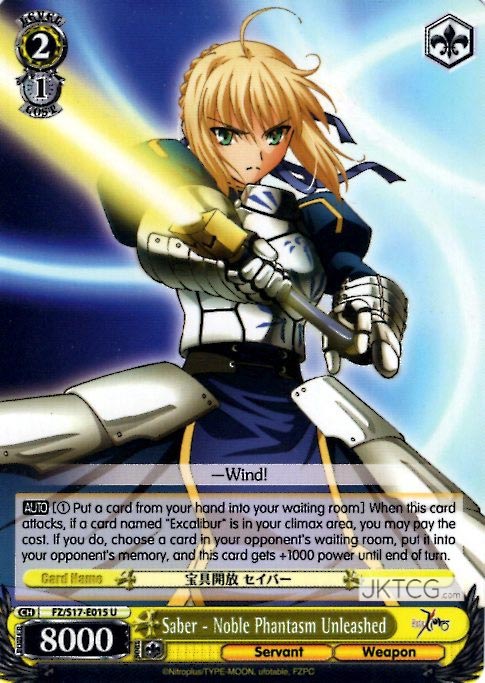 LEVEL
2
1
COST
—Wind!
AUTO [① Put a card from your hand into your waiting room] When this card
attacks, if a card named "Excalibur" is in your climax area, you may pay the
cost. If you do, choose a card in your opponent's waiting room, put it into
your opponent's memory, and this card gets +1000 power until end of turn.
Card Name 宝具開放 セイバー
JKTCG.com
CH FZ/S17-E015 U
Saber - Noble Phantasm Unleashed
POWER 8000 SOUL
Servant Weapon
©Nitroplus/TYPE-MOON, ufotable, FZPC